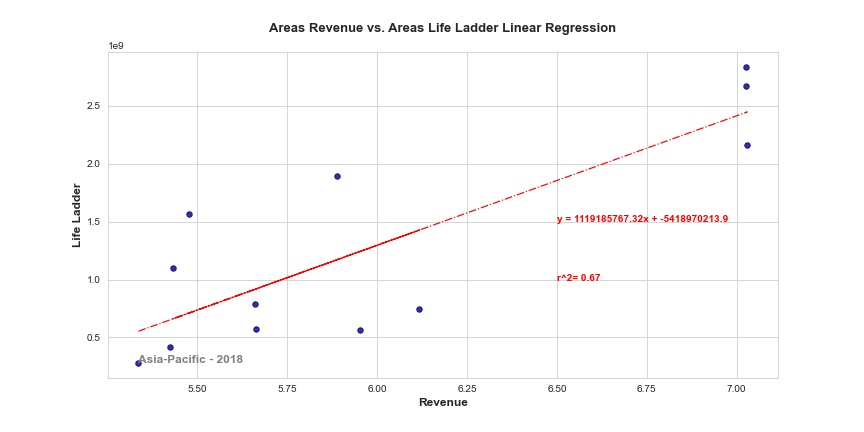 Areas Revenue vs. Areas Life Ladder Linear Regression
1e9
2.5
2.0
1.5
1.0
0.5
Life Ladder
y = 1119185767.32x + -5418970213.9
r^2= 0.67
Asia-Pacific - 2018
5.50 5.75 6.00 6.25 6.50 6.75 7.00
Revenue